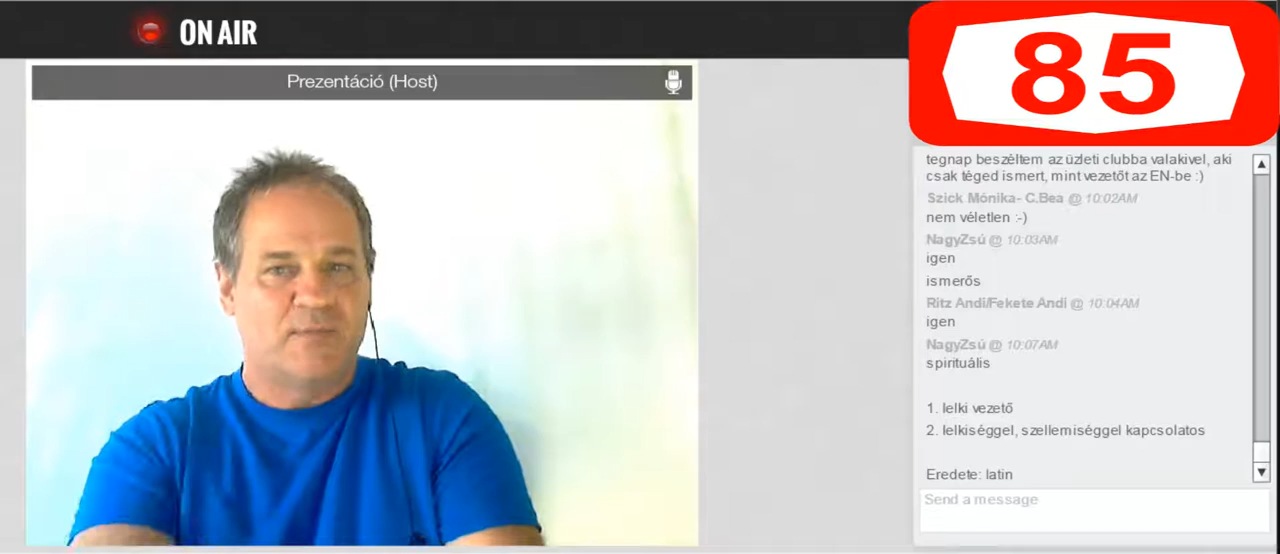 ON AIR
85
Prezentáció (Host)
tegnap beszéltem az üzleti clubba valakivel, aki
csak téged ismert, mint vezetőt az EN-be :)
Szick Mónika- C.Bea @ 10:02AM
nem véletlen :-)
NagyZsú @ 10:03AM
igen
ismerős
Ritz Andi/Fekete Andi @ 10:04AM
igen
NagyZsú @ 10:07AM
spirituális
1. lelki vezető
2. lelkiséggel, szellemiséggel kapcsolatos
Eredete: latin
Send a message